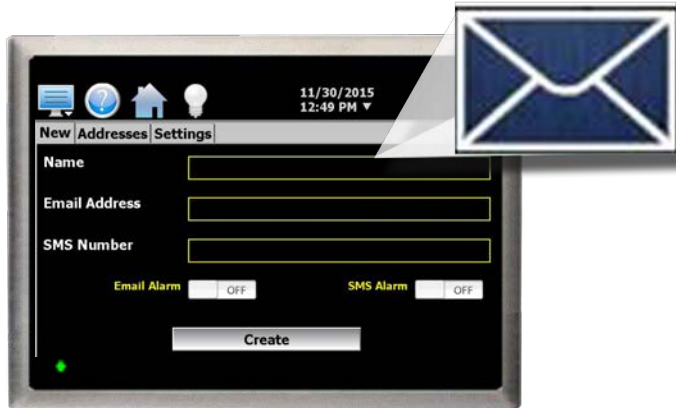 11/30/2015
12:49 PM ▼
New Addresses Settings
Name
Email Address
SMS Number
Email Alarm OFF SMS Alarm OFF
Create